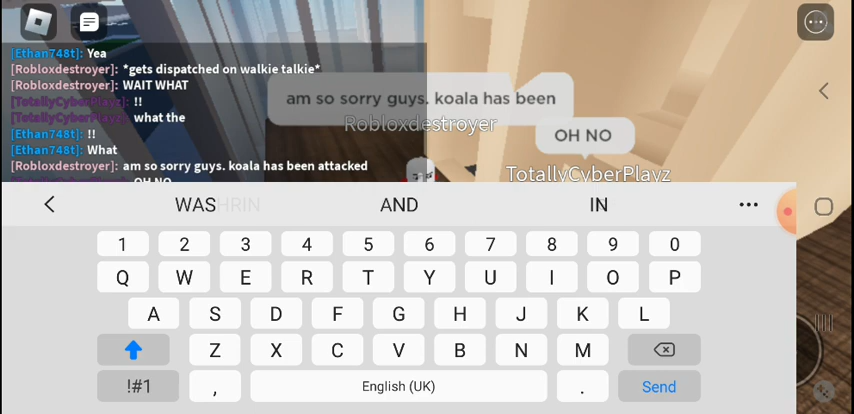 [Ethan748t]: Yea
[Robloxdestroyer]: *gets dispatched on walkie talkie*
[Robloxdestroyer]: WAIT WHAT
[TotallyCyberPlayz]: !!
[TotallyCyberPlayz]: what the
[Ethan748t]: !!
[Ethan748t]: What
[Robloxdestroyer]: am so sorry guys. koala has been attacked
OH NO
am so sorry guys. koala has been
Robloxdestroyer
OH NO
TotallyCyberPlayz
WAS AND IN
1 2 3 4 5 6 7 8 9 0
Q W E R T Y U I O P
A S D F G H J K L
Z X C V B N M
!#1 , English (UK) . Send